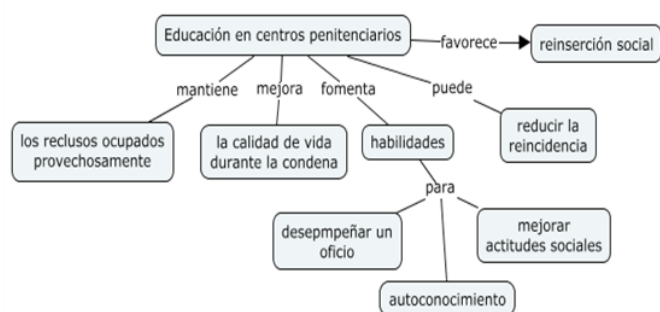 Educación en centros penitenciarios
favorece
reinserción social
mantiene
mejora
fomenta
puede
los reclusos ocupados
provechosamente
la calidad de vida
durante la condena
habilidades
reducir la
reincidencia
para
desepmpeñar un
oficio
mejorar
actitudes sociales
autoconocimiento